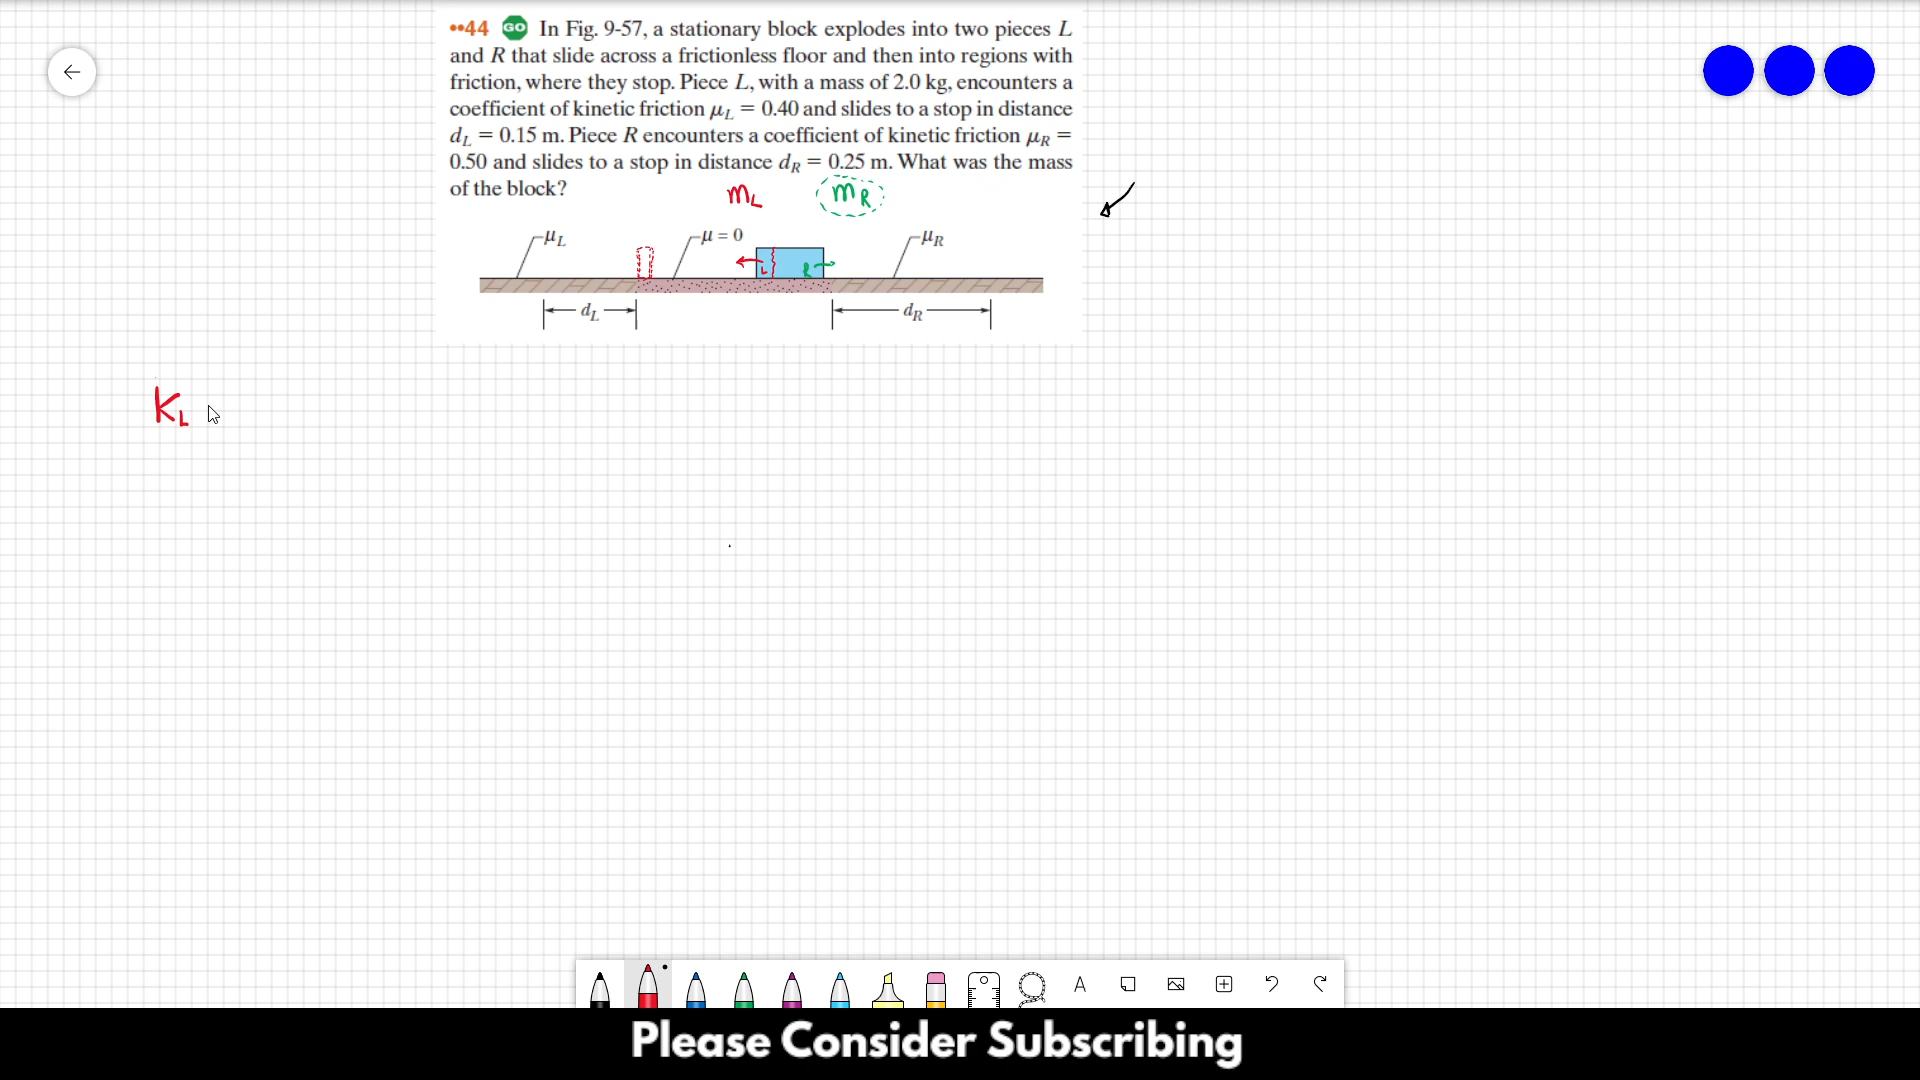 ••44 GO In Fig. 9-57, a stationary block explodes into two pieces L
and R that slide across a frictionless floor and then into regions with
friction, where they stop. Piece L, with a mass of 2.0 kg, encounters a
coefficient of kinetic friction μL = 0.40 and slides to a stop in distance
dL = 0.15 m. Piece R encounters a coefficient of kinetic friction μR =
0.50 and slides to a stop in distance dR = 0.25 m. What was the mass
of the block?
mL mR
μL μ = 0 μR
L R
dL dR
KL
A
Please Consider Subscribing